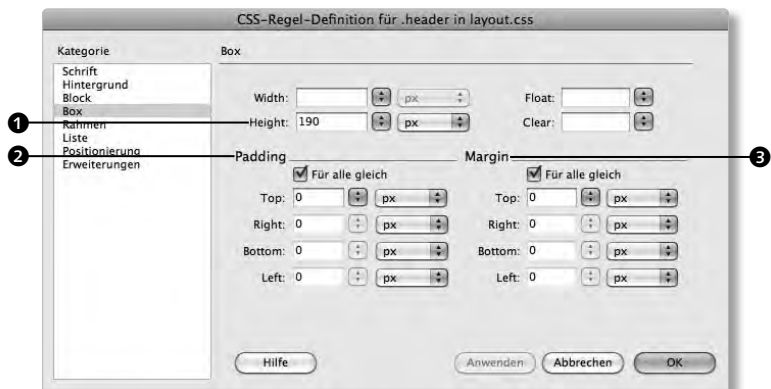 CSS-Regel-Definition für .header in layout.css
Kategorie
Box
Schrift
Hintergrund
Block
Box
Rahmen
Liste
Positionierung
Erweiterungen
Width: px
Float:
1 Height: 190 px
Clear:
2 Padding
Margin 3
Für alle gleich
Für alle gleich
Top: 0 px
Top: 0 px
Right: 0 px
Right: 0 px
Bottom: 0 px
Bottom: 0 px
Left: 0 px
Left: 0 px
Hilfe
Anwenden
Abbrechen
OK